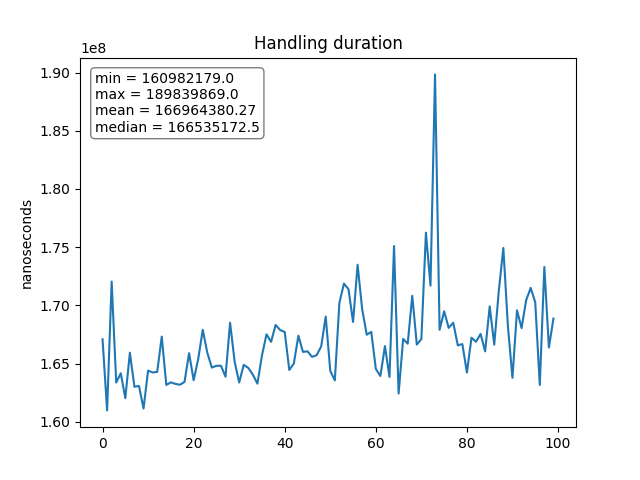 Handling duration
1e8
min = 160982179.0
max = 189839869.0
mean = 166964380.27
median = 166535172.5
nanoseconds
1.90
1.85
1.80
1.75
1.70
1.65
1.60
0 20 40 60 80 100